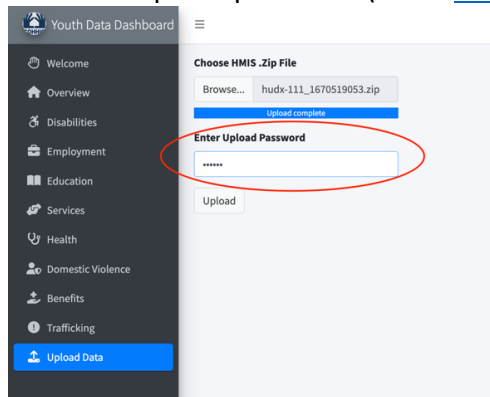 Youth Data Dashboard
Welcome
Overview
Disabilities
Employment
Education
Services
Health
Domestic Violence
Benefits
Trafficking
Upload Data
Choose HMIS .Zip File
Browse... hudx-111_1670519053.zip
Upload complete
Enter Upload Password
••••••
Upload